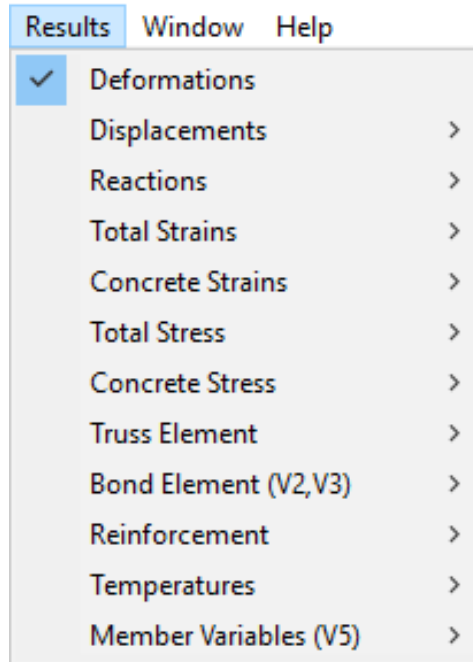 Results Window Help
Deformations
Displacements
Reactions
Total Strains
Concrete Strains
Total Stress
Concrete Stress
Truss Element
Bond Element (V2,V3)
Reinforcement
Temperatures
Member Variables (V5)